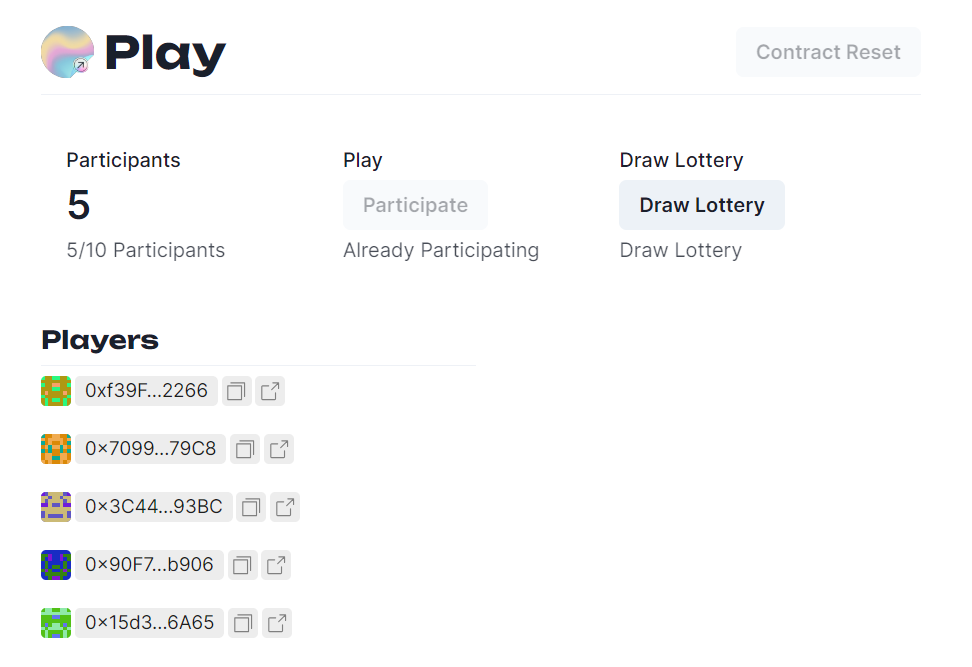 Play
Contract Reset
Participants
Play
Draw Lottery
5
Participate
Draw Lottery
5/10 Participants
Already Participating
Draw Lottery
Players
0xf39F...2266
0x7099...79C8
0x3C44...93BC
0x90F7...b906
0x15d3...6A65